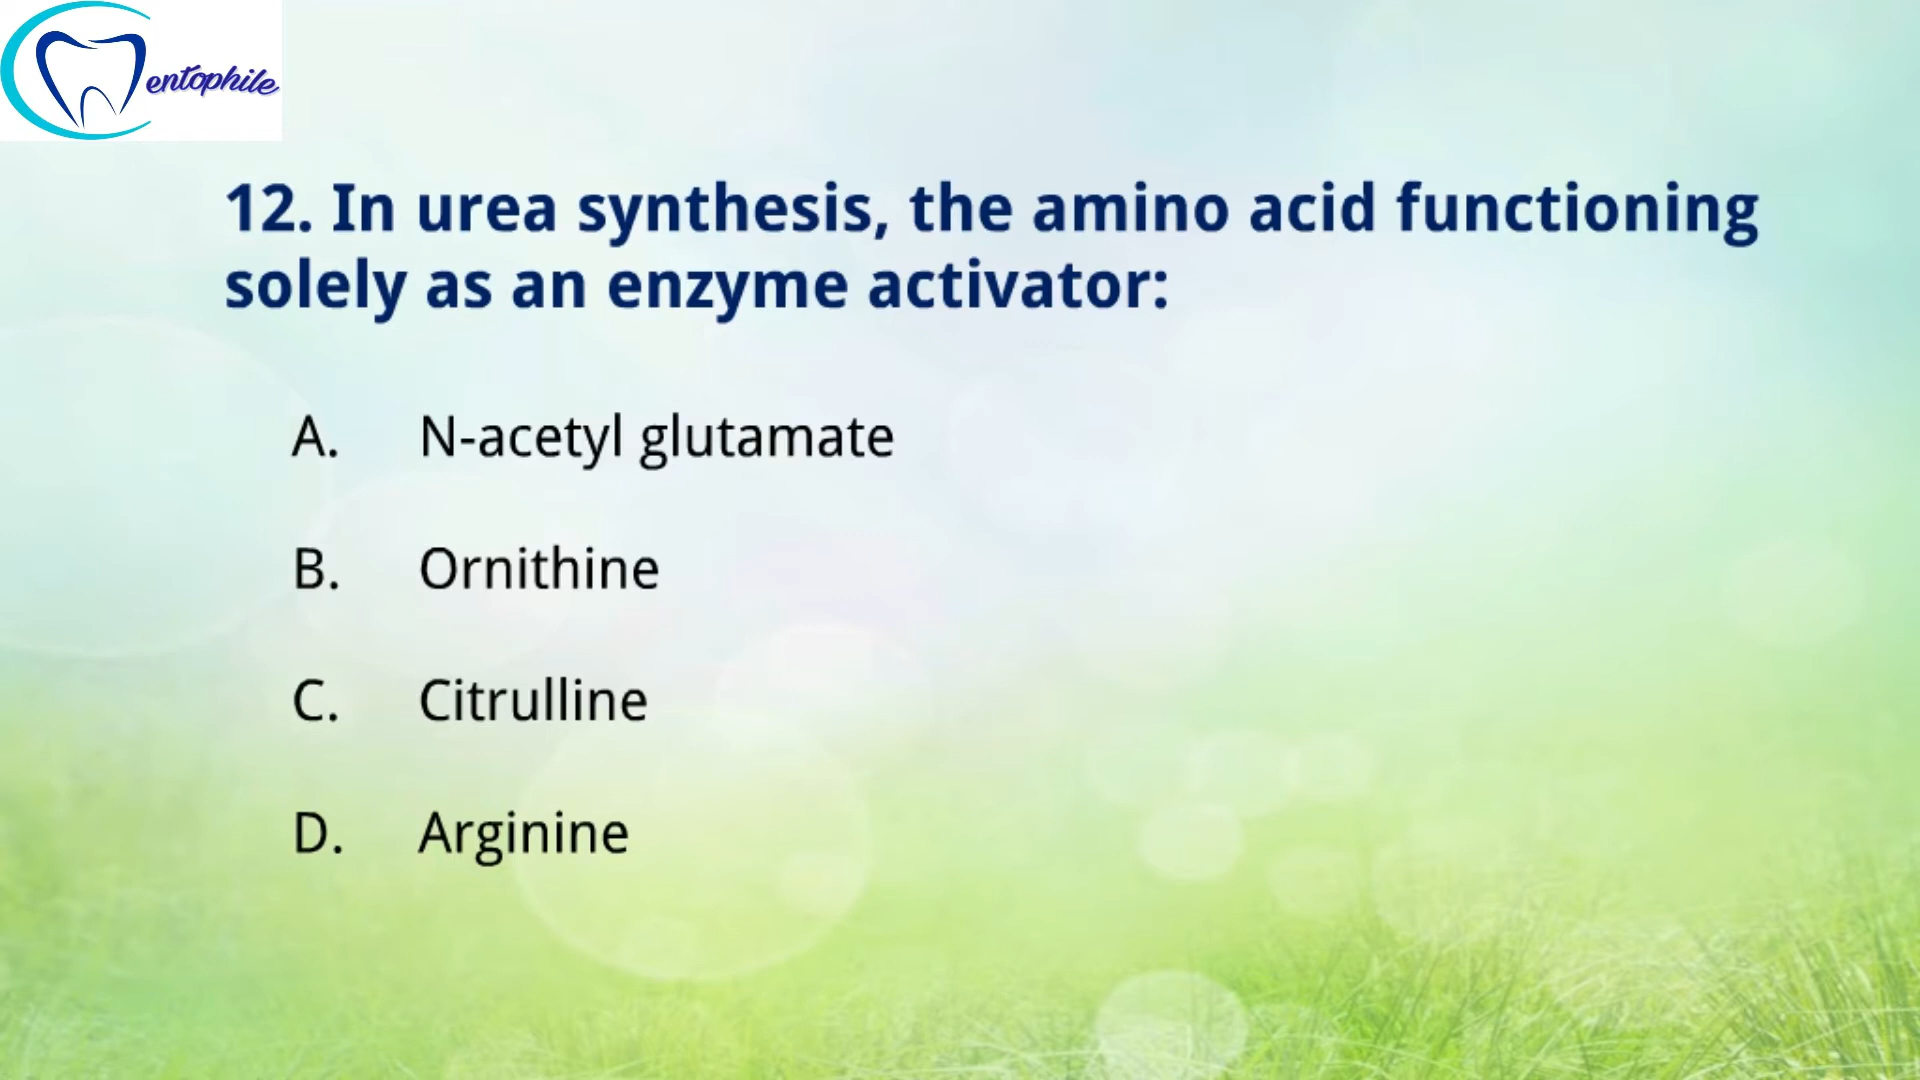 entophile
12. In urea synthesis, the amino acid functioning
solely as an enzyme activator:
A. N-acetyl glutamate
B. Ornithine
C. Citrulline
D. Arginine